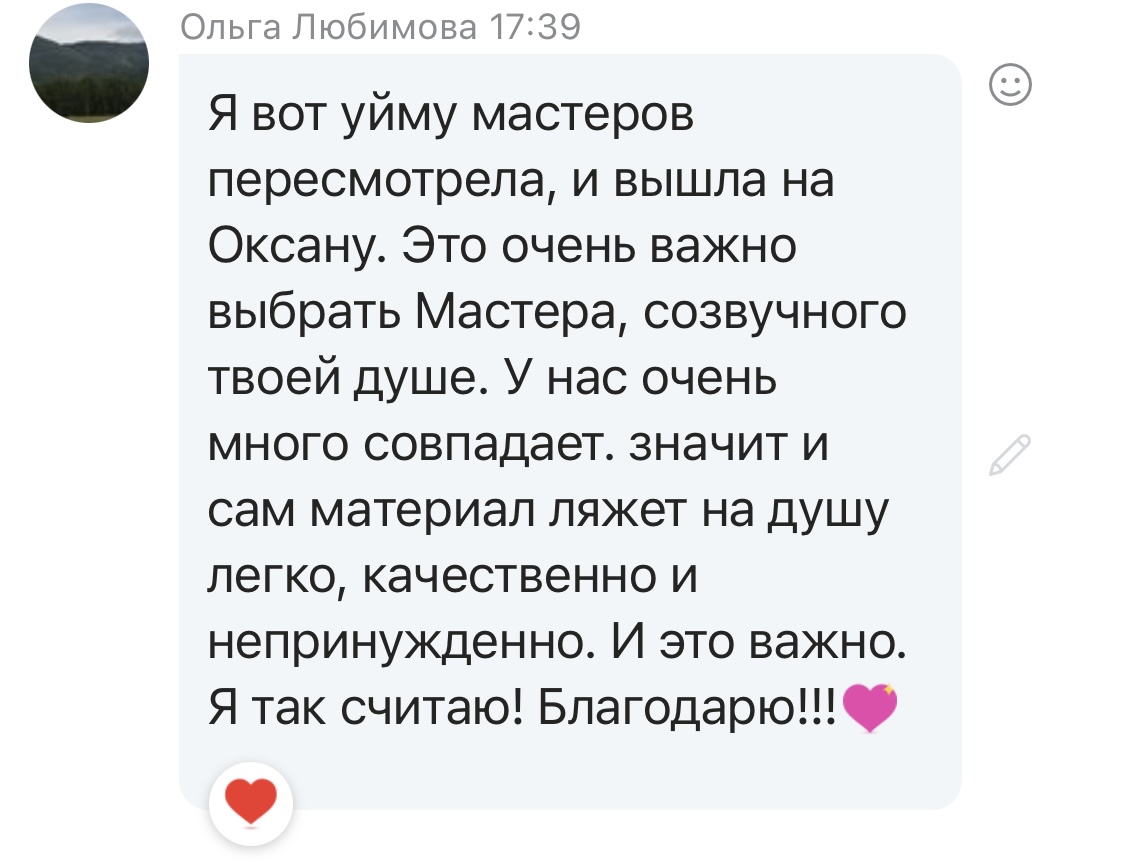 Ольга Любимова 17:39
Я вот уйму мастеров
пересмотрела, и вышла на
Оксану. Это очень важно
выбрать Мастера, созвучного
твоей душе. У нас очень
много совпадает. значит и
сам материал ляжет на душу
легко, качественно и
непринужденно. И это важно.
Я так считаю! Благодарю!!!💖